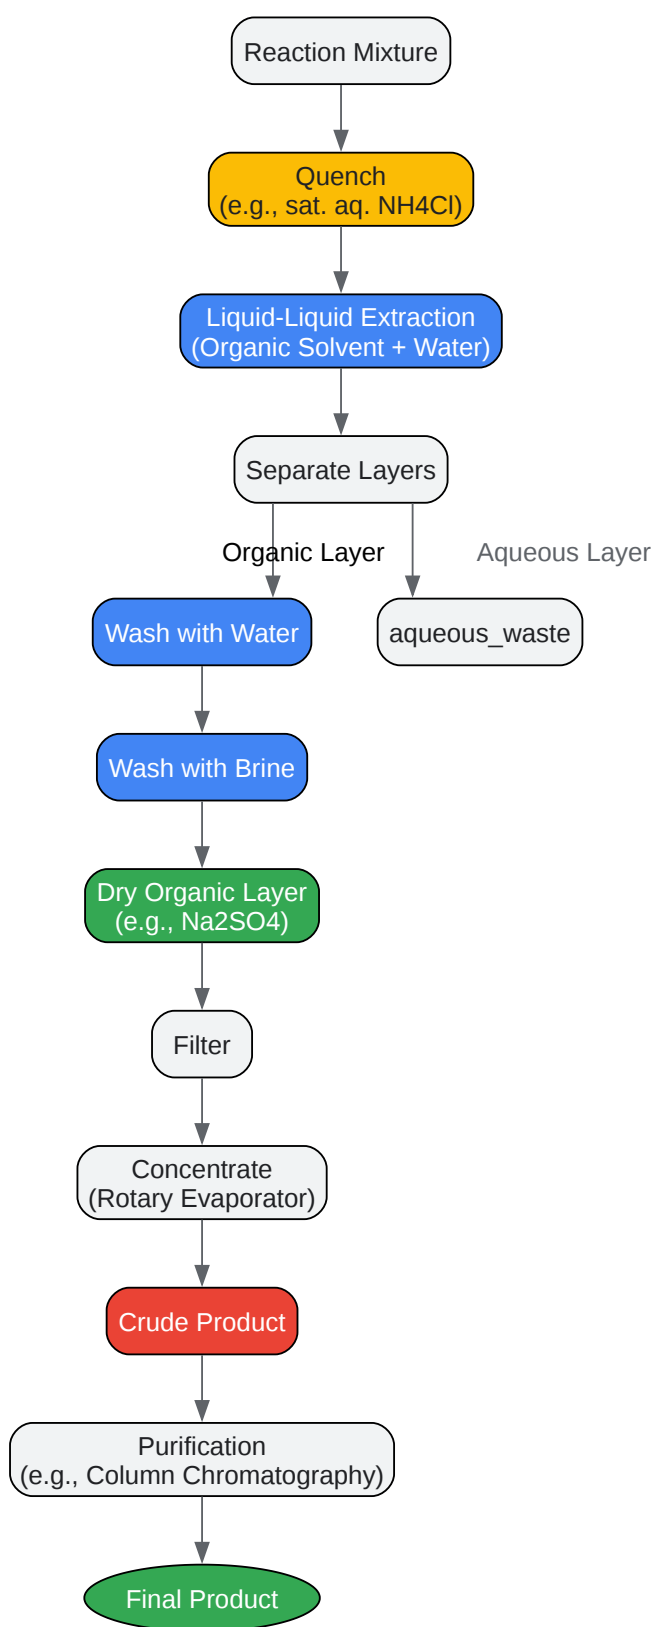 Reaction Mixture
Quench
(e.g., sat. aq. NH4Cl)
Liquid-Liquid Extraction
(Organic Solvent + Water)
Separate Layers
Organic Layer
Aqueous Layer
Wash with Water
aqueous_waste
Wash with Brine
Dry Organic Layer
(e.g., Na2SO4)
Filter
Concentrate
(Rotary Evaporator)
Crude Product
Purification
(e.g., Column Chromatography)
Final Product